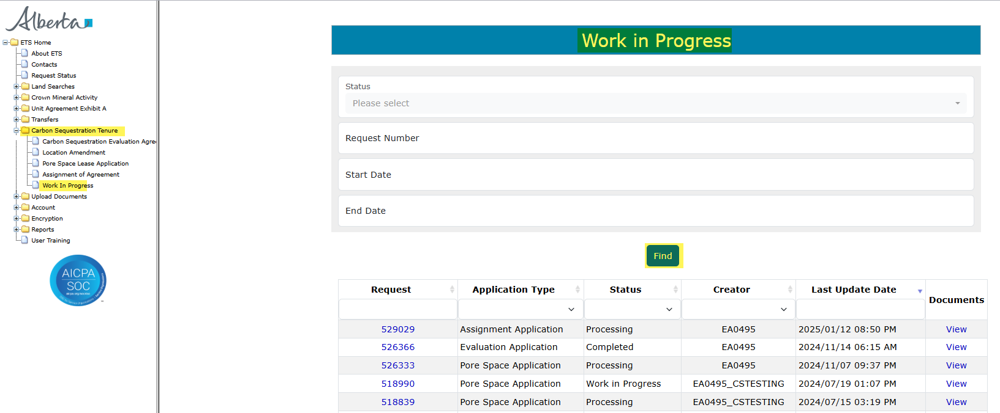 Alberta
ETS Home
About ETS
Contacts
Request Status
Land Searches
Crown Mineral Activity
Unit Agreement Exhibit A
Transfers
Carbon Sequestration Tenure
Carbon Sequestration Evaluation Agre
Location Amendment
Pore Space Lease Application
Assignment of Agreement
Work In Progress
Upload Documents
Account
Encryption
Reports
User Training
AICPA
SOC
Work in Progress
Status
Please select
Request Number
Start Date
End Date
Find
Request Application Type Status Creator Last Update Date Documents
529029 Assignment Application Processing EA0495 2025/01/12 08:50 PM View
526366 Evaluation Application Completed EA0495 2024/11/14 06:15 AM View
526333 Pore Space Application Processing EA0495 2024/11/07 09:37 PM View
518990 Pore Space Application Work in Progress EA0495_CSTESTING 2024/07/19 01:07 PM View
518839 Pore Space Application Processing EA0495_CSTESTING 2024/07/15 03:19 PM View